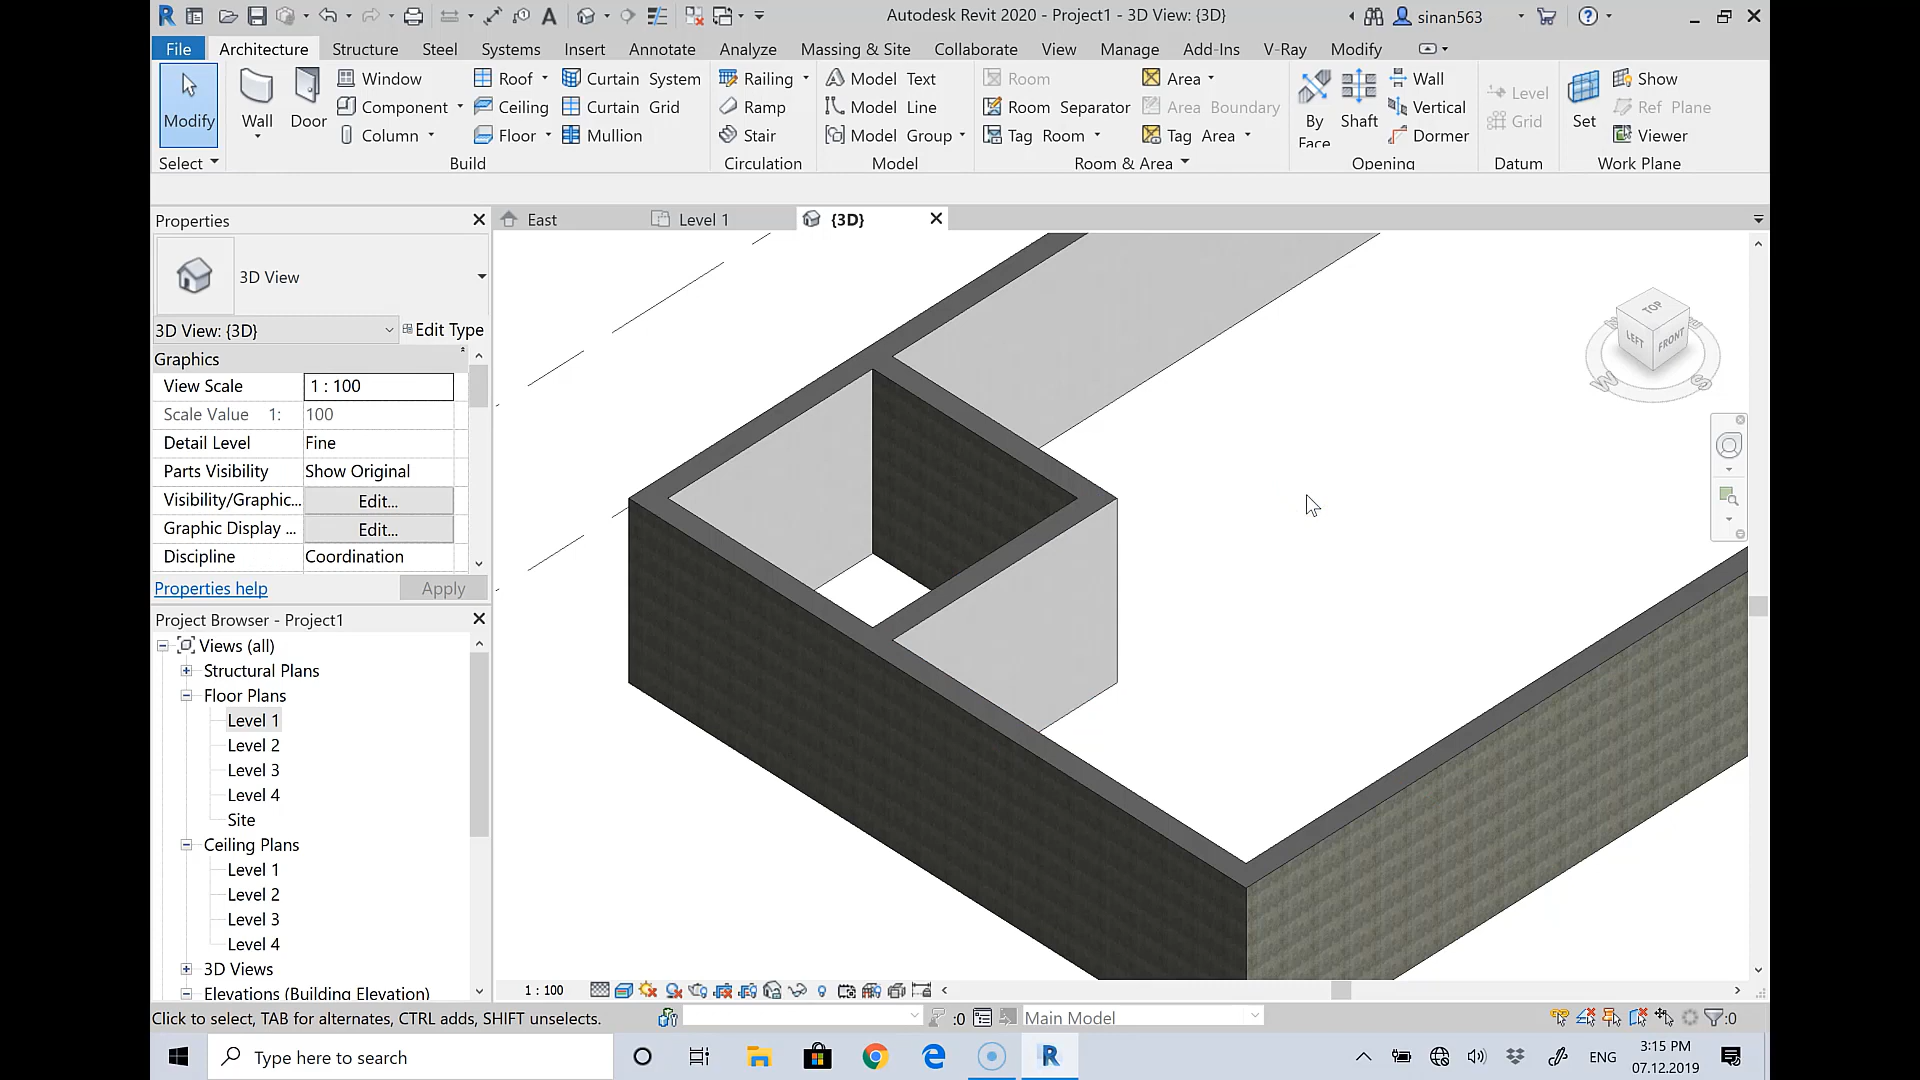 Autodesk Revit 2020 - Project1 - 3D View: {3D}
sinan563
File Architecture Structure Steel Systems Insert Annotate Analyze Massing & Site Collaborate View Manage Add-Ins V-Ray Modify
Modify
Select
Wall
Door
Window
Component
Column
Roof
Ceiling
Floor
Curtain System
Curtain Grid
Mullion
Build
Railing
Ramp
Stair
Circulation
Model Text
Model Line
Model Group
Model
Room
Room Separator
Tag Room
Area
Area Boundary
Tag Area
Room & Area
By
Face
Shaft
Wall
Vertical
Dormer
Opening
Level
Grid
Datum
Set
Show
Ref Plane
Viewer
Work Plane
Properties
3D View
3D View: {3D}
Edit Type
Graphics
View Scale 1 : 100
Scale Value 1: 100
Detail Level Fine
Parts Visibility Show Original
Visibility/Graphic... Edit...
Graphic Display ... Edit...
Discipline Coordination
Properties help
Apply
Project Browser - Project1
Views (all)
Structural Plans
Floor Plans
Level 1
Level 2
Level 3
Level 4
Site
Ceiling Plans
Level 1
Level 2
Level 3
Level 4
3D Views
Elevations (Building Elevation)
East
Level 1
{3D}
TOP
LEFT
FRONT
W
S
1 : 100
Click to select, TAB for alternates, CTRL adds, SHIFT unselects.
:0
Main Model
:0
Type here to search
ENG
3:15 PM
07.12.2019